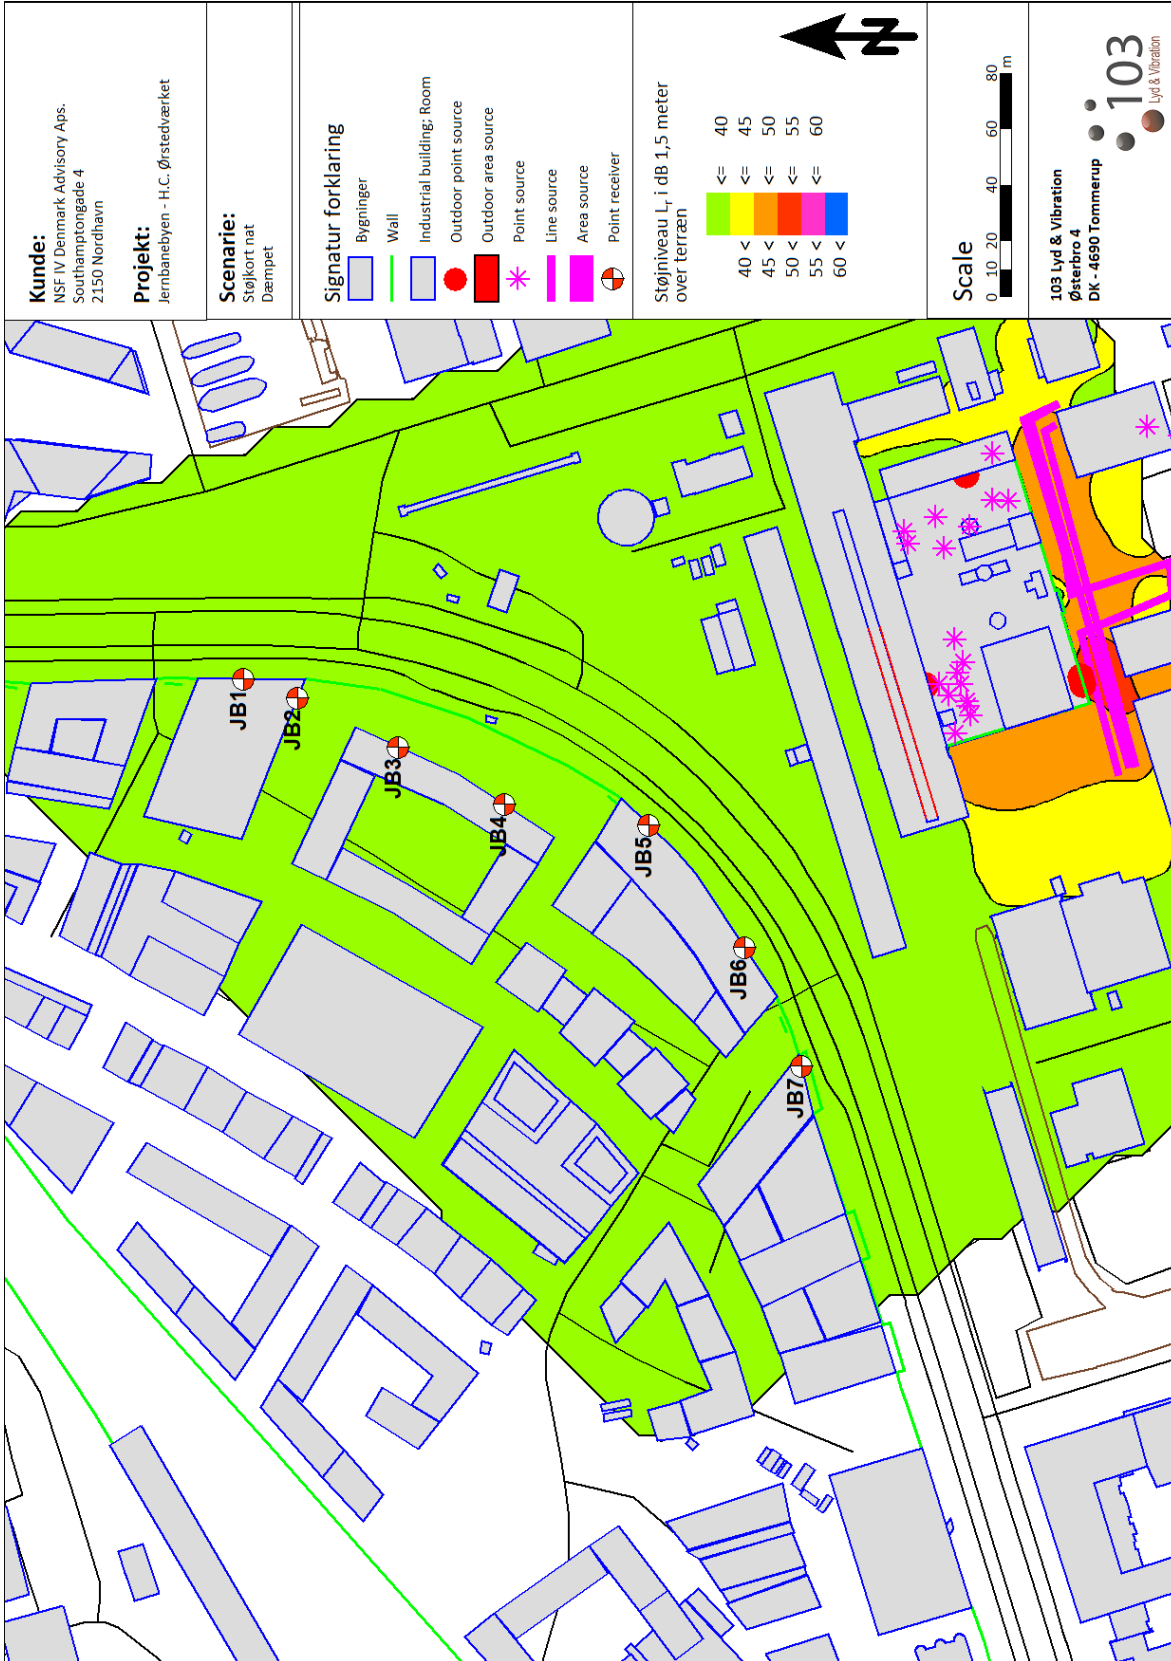 Kunde:
NSF IV Denmark Advisory Aps.
Southamptongade 4
2150 Nordhavn
Projekt:
Jernbanebyen - H.C. Ørstedværket
Scenarie:
Støjkort nat
Dæmpet
Signatur forklaring
Bygninger
Wall
Industrial building; Room
Outdoor point source
Outdoor area source
Point source
Line source
Area source
Point receiver
Støjniveau Lr i dB 1,5 meter
over terræn
<= 40
40 < <= 45
45 < <= 50
50 < <= 55
55 < <= 60
60 <
N
Scale
0 10 20 40 60 80
m
103 Lyd & Vibration
Østerbro 4
DK - 4690 Tommerup
103
Lyd & Vibration
JB1
JB2
JB3
JB4
JB5
JB6
JB7